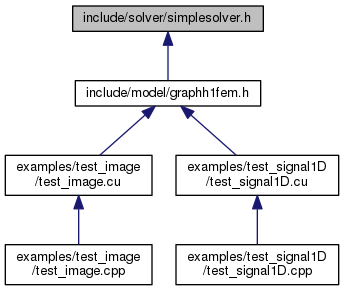 include/solver/simplesolver.h
include/model/graphh1fem.h
examples/test_image
/test_image.cu
examples/test_signal1D
/test_signal1D.cu
examples/test_image
/test_image.cpp
examples/test_signal1D
/test_signal1D.cpp